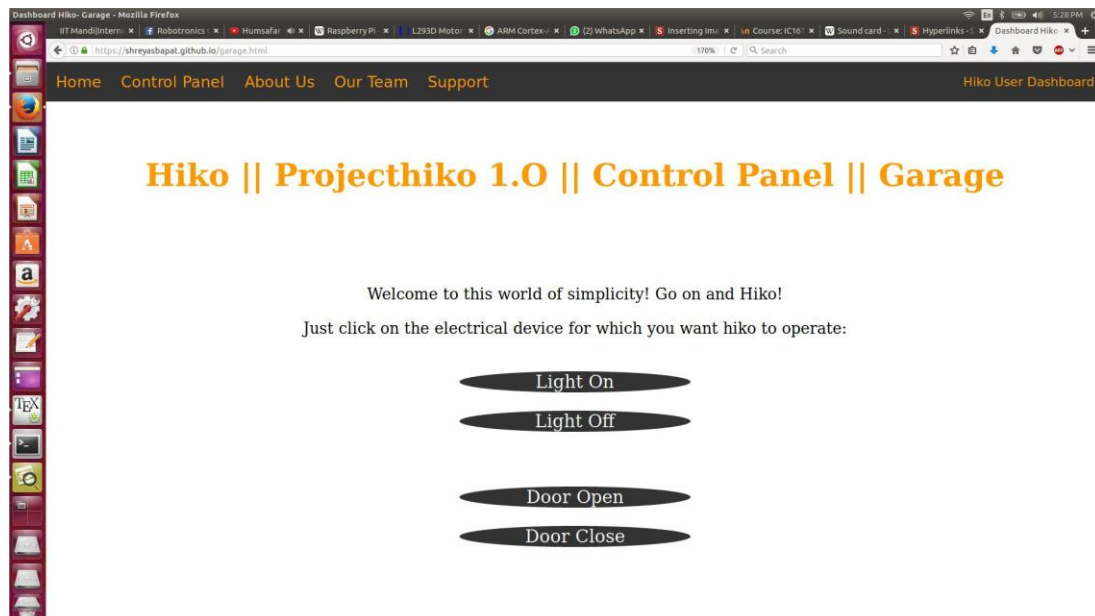 Dashboard Hiko- Garage - Mozilla Firefox
En
5:28 PM
IIT Mandi|Intern
Robotronics
Humsafar
Raspberry Pi
L293D Motor
ARM Cortex-
(2) WhatsApp
Inserting Ima
Course: IC16
Sound card -
Hyperlinks - S
Dashboard Hiko
https://shreyasbapat.github.io/garage.html
170%
Search
Home Control Panel About Us Our Team Support
Hiko User Dashboard
Hiko || Projecthiko 1.O || Control Panel || Garage
Welcome to this world of simplicity! Go on and Hiko!
Just click on the electrical device for which you want hiko to operate:
Light On
Light Off
Door Open
Door Close
TEX